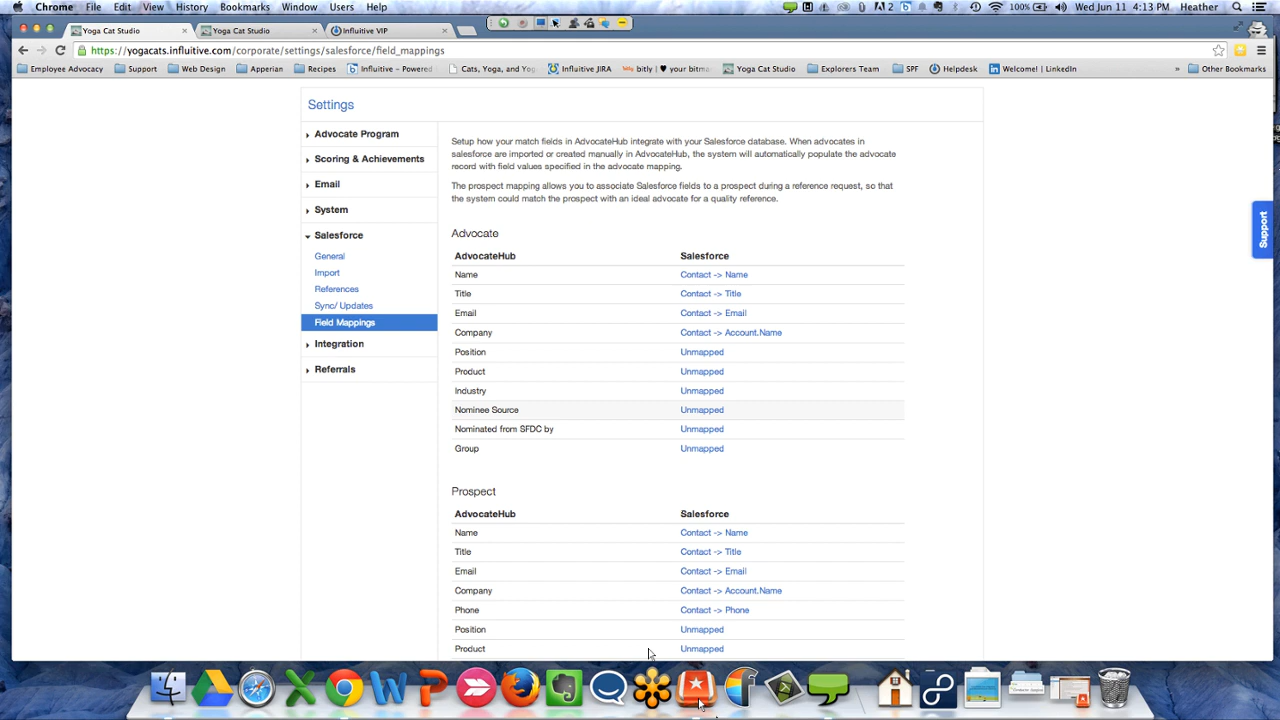 Chrome File Edit View History Bookmarks Window Users Help 2 100% Wed Jun 11 4:13 PM Heather
Yoga Cat Studio Yoga Cat Studio Influitive VIP
https://yogacats.influitive.com/corporate/settings/salesforce/field_mappings
Employee Advocacy Support Web Design Apperian Recipes Influitive – Powered Cats, Yoga, and Yog Influitive JIRA bitly | ♥ your bitmar Yoga Cat Studio Explorers Team SPF Helpdesk Welcome! | LinkedIn » Other Bookmarks
Settings
Advocate Program
Scoring & Achievements
Email
System
Salesforce
General
Import
References
Sync/ Updates
Field Mappings
Integration
Referrals
Setup how your match fields in AdvocateHub integrate with your Salesforce database. When advocates in
salesforce are imported or created manually in AdvocateHub, the system will automatically populate the advocate
record with field values specified in the advocate mapping.
The prospect mapping allows you to associate Salesforce fields to a prospect during a reference request, so that
the system could match the prospect with an ideal advocate for a quality reference.
Advocate
AdvocateHub Salesforce
Name Contact -> Name
Title Contact -> Title
Email Contact -> Email
Company Contact -> Account.Name
Position Unmapped
Product Unmapped
Industry Unmapped
Nominee Source Unmapped
Nominated from SFDC by Unmapped
Group Unmapped
Prospect
AdvocateHub Salesforce
Name Contact -> Name
Title Contact -> Title
Email Contact -> Email
Company Contact -> Account.Name
Phone Contact -> Phone
Position Unmapped
Product Unmapped
Support